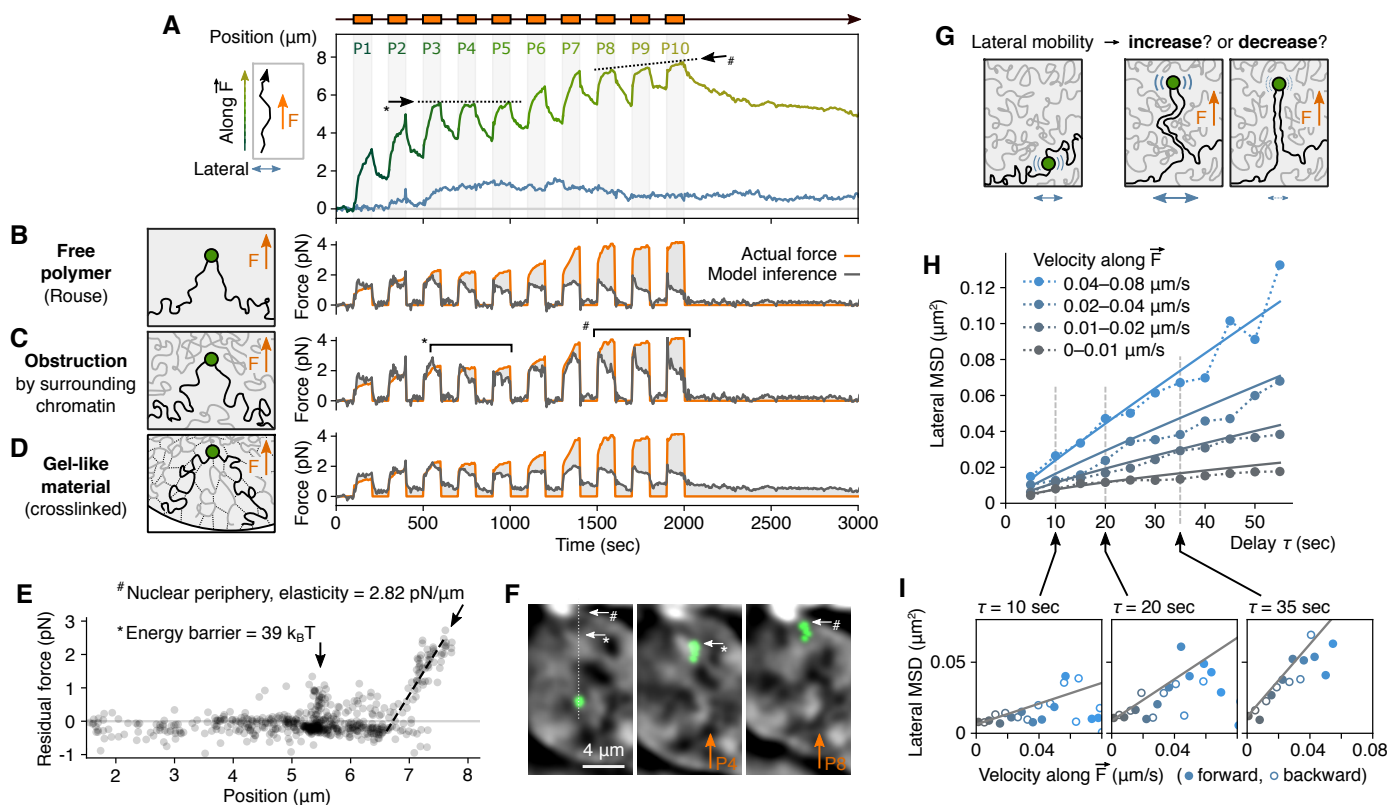 A
Position (µm)
Along F
F
Lateral
8
6
4
2
0
P1 P2 P3 P4 P5 P6 P7 P8 P9 P10
*
#
B
Free
polymer
(Rouse)
F
Force (pN)
4
2
0
Actual force
Model inference
C
Obstruction
by surrounding
chromatin
F
Force (pN)
4
2
0
*
#
D
Gel-like
material
(crosslinked)
F
Force (pN)
4
2
0
0 500 1000 1500 2000 3000
Time (sec)
E
# Nuclear periphery, elasticity = 2.82 pN/µm
* Energy barrier = 39 kBT
Residual force (pN)
3
2
1
0
-1
2 3 4 5 6 7 8
Position (µm)
F
#
*
4 µm
*
P4
#
P8
G
Lateral mobility → increase? or decrease?
F
F
H
Velocity along F
0.04–0.08 µm/s
0.02–0.04 µm/s
0.01–0.02 µm/s
0–0.01 µm/s
Lateral MSD (µm²)
0.12
0.10
0.08
0.06
0.04
0.02
0
0 10 20 30 40 50
Delay τ (sec)
I
τ = 10 sec τ = 20 sec τ = 35 sec
Lateral MSD
(µm²)
0.05
0
0 0.04 0 0.04 0 0.04 0.08
Velocity along F (µm/s) ( forward, backward)